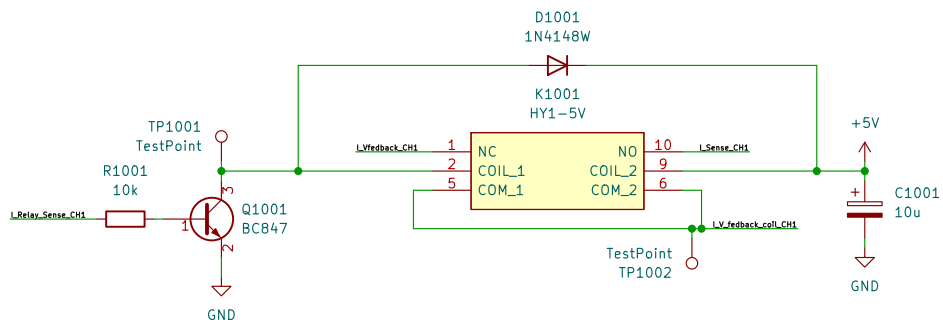 D1001
1N4148W
K1001
HY1-5V
TP1001
TestPoint
+5V
I_Vfedback_CH1
1
NC
NO
10
I_Sense_CH1
2
COIL_1
COIL_2
9
5
COM_1
COM_2
6
R1001
10k
3
I_Relay_Sense_CH1
1
Q1001
BC847
2
+
C1001
10u
I_V_fedback_coil_CH1
TestPoint
TP1002
GND
GND